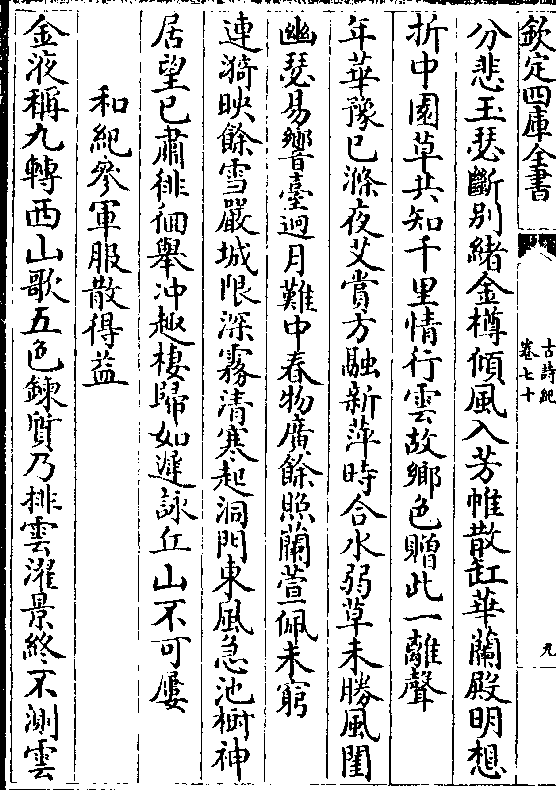 欽定四庫全書
古詩紀
卷七十
九
分悲玉瑟斷別緒金樽傾風入芳帷散缸華蘭殿明想
折中園草共知千里情行雲故鄉色贈此一離聲
年華豫已滌夜艾賞方融新萍時合水弱草未勝風閨
幽瑟易響臺迥月難中春物廣餘照蘭萱佩未窮
連漪映餘雪嚴城限深霧清寒起洞門東風急池樹神
居望已肅徘徊舉沖趣棲歸如遲詠丘山不可屢
和紀參軍服散得益
金液稱九轉西山歌五色鍊質乃排雲濯景終不測雲